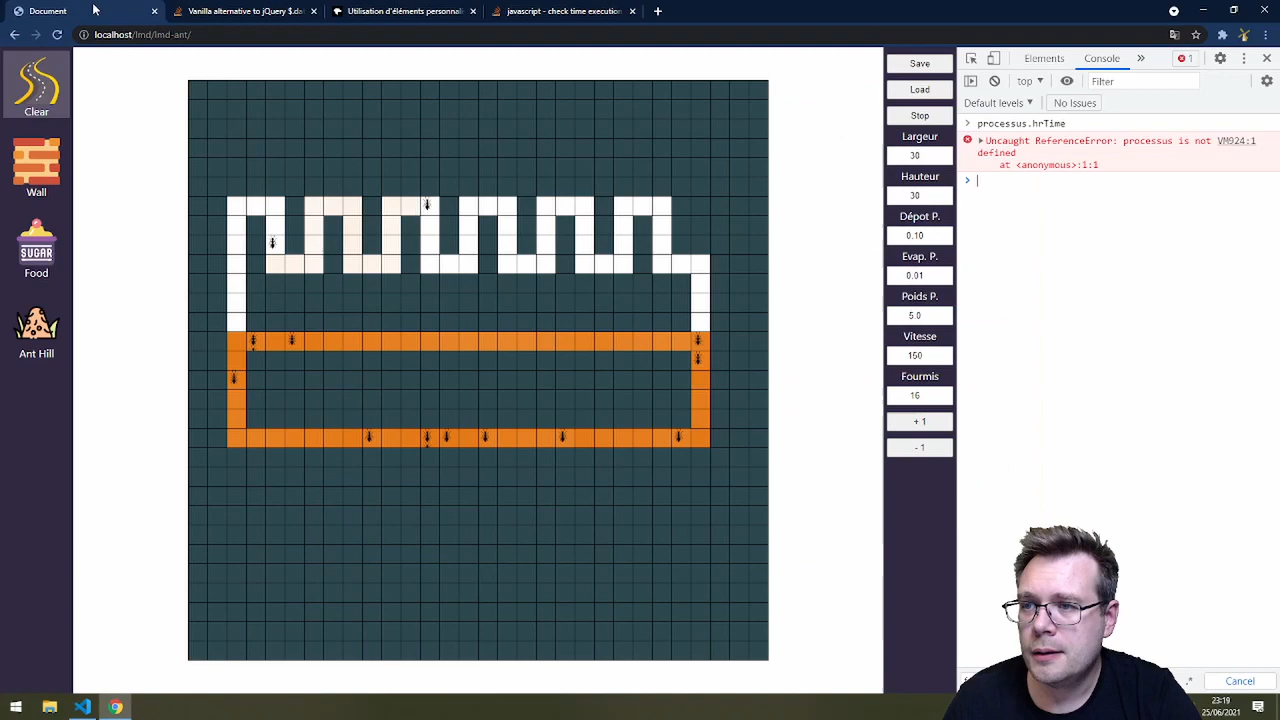 Document
Vanilla alternative to jQuery $.dat
Utilisation d'éléments personnali
javascript - check time execution
localhost/lmd/lmd-ant/
Clear
Wall
SUGAR
Food
Ant Hill
Save
Load
Stop
Largeur
30
Hauteur
30
Dépot P.
0.10
Evap. P.
0.01
Poids P.
5.0
Vitesse
150
Fourmis
16
+ 1
- 1
Elements
Console
1
top
Filter
Default levels
No Issues
processus.hrTime
Uncaught ReferenceError: processus is not VM924:1
defined
at <anonymous>:1:1
Cancel
23:19
25/06/2021